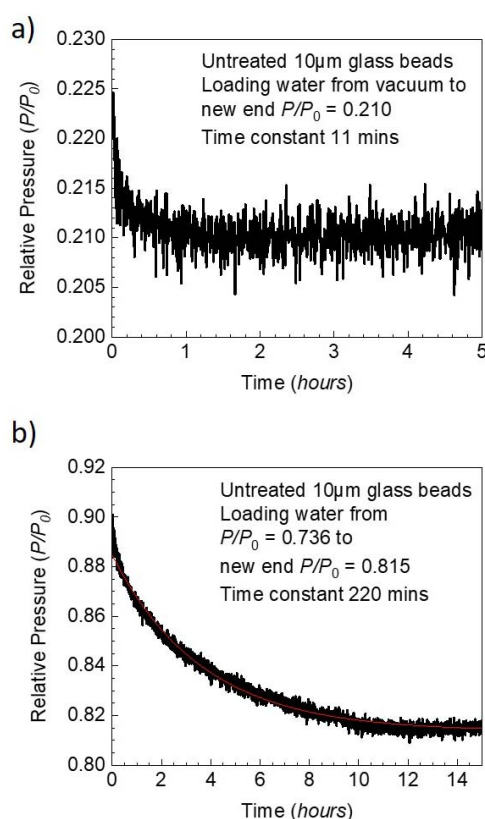 a)
0.230
0.225
0.220
0.215
0.210
0.205
0.200
Relative Pressure (P/P0)
Untreated 10µm glass beads
Loading water from vacuum to
new end P/P0 = 0.210
Time constant 11 mins
0 1 2 3 4 5
Time (hours)
b)
0.92
0.90
0.88
0.86
0.84
0.82
0.80
Relative Pressure (P/P0)
Untreated 10µm glass beads
Loading water from
P/P0 = 0.736 to
new end P/P0 = 0.815
Time constant 220 mins
0 2 4 6 8 10 12 14
Time (hours)